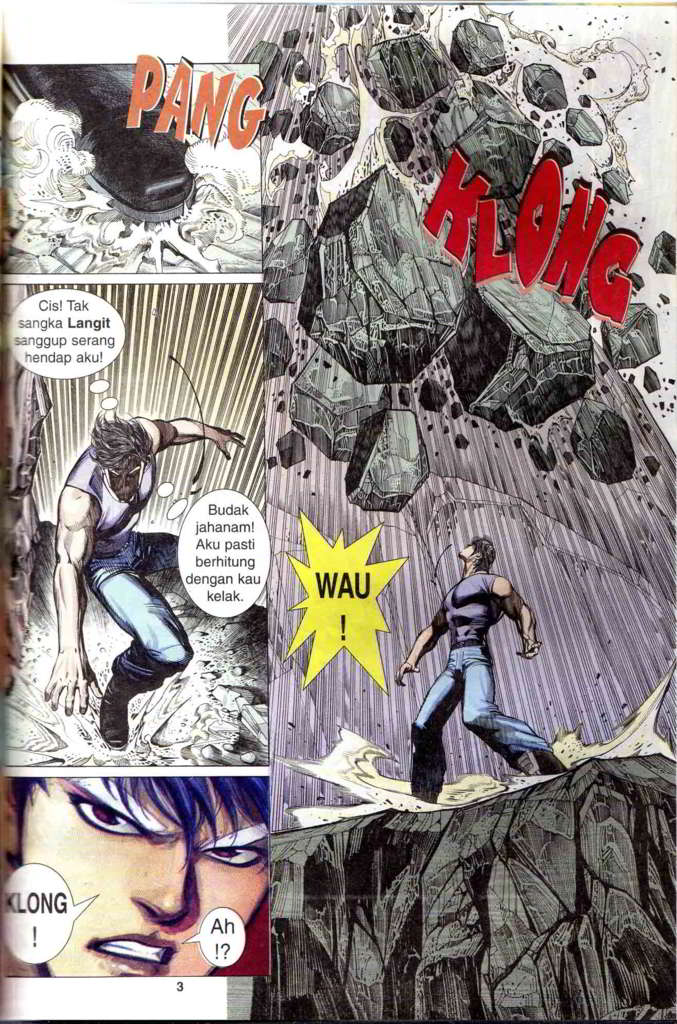 PANG
Cis! Tak
sangka Langit
sanggup serang
hendap aku!
Budak
jahanam!
Aku pasti
berhitung
dengan kau
kelak.
KLONG
!
Ah
!?
KLONG
WAU
!
3